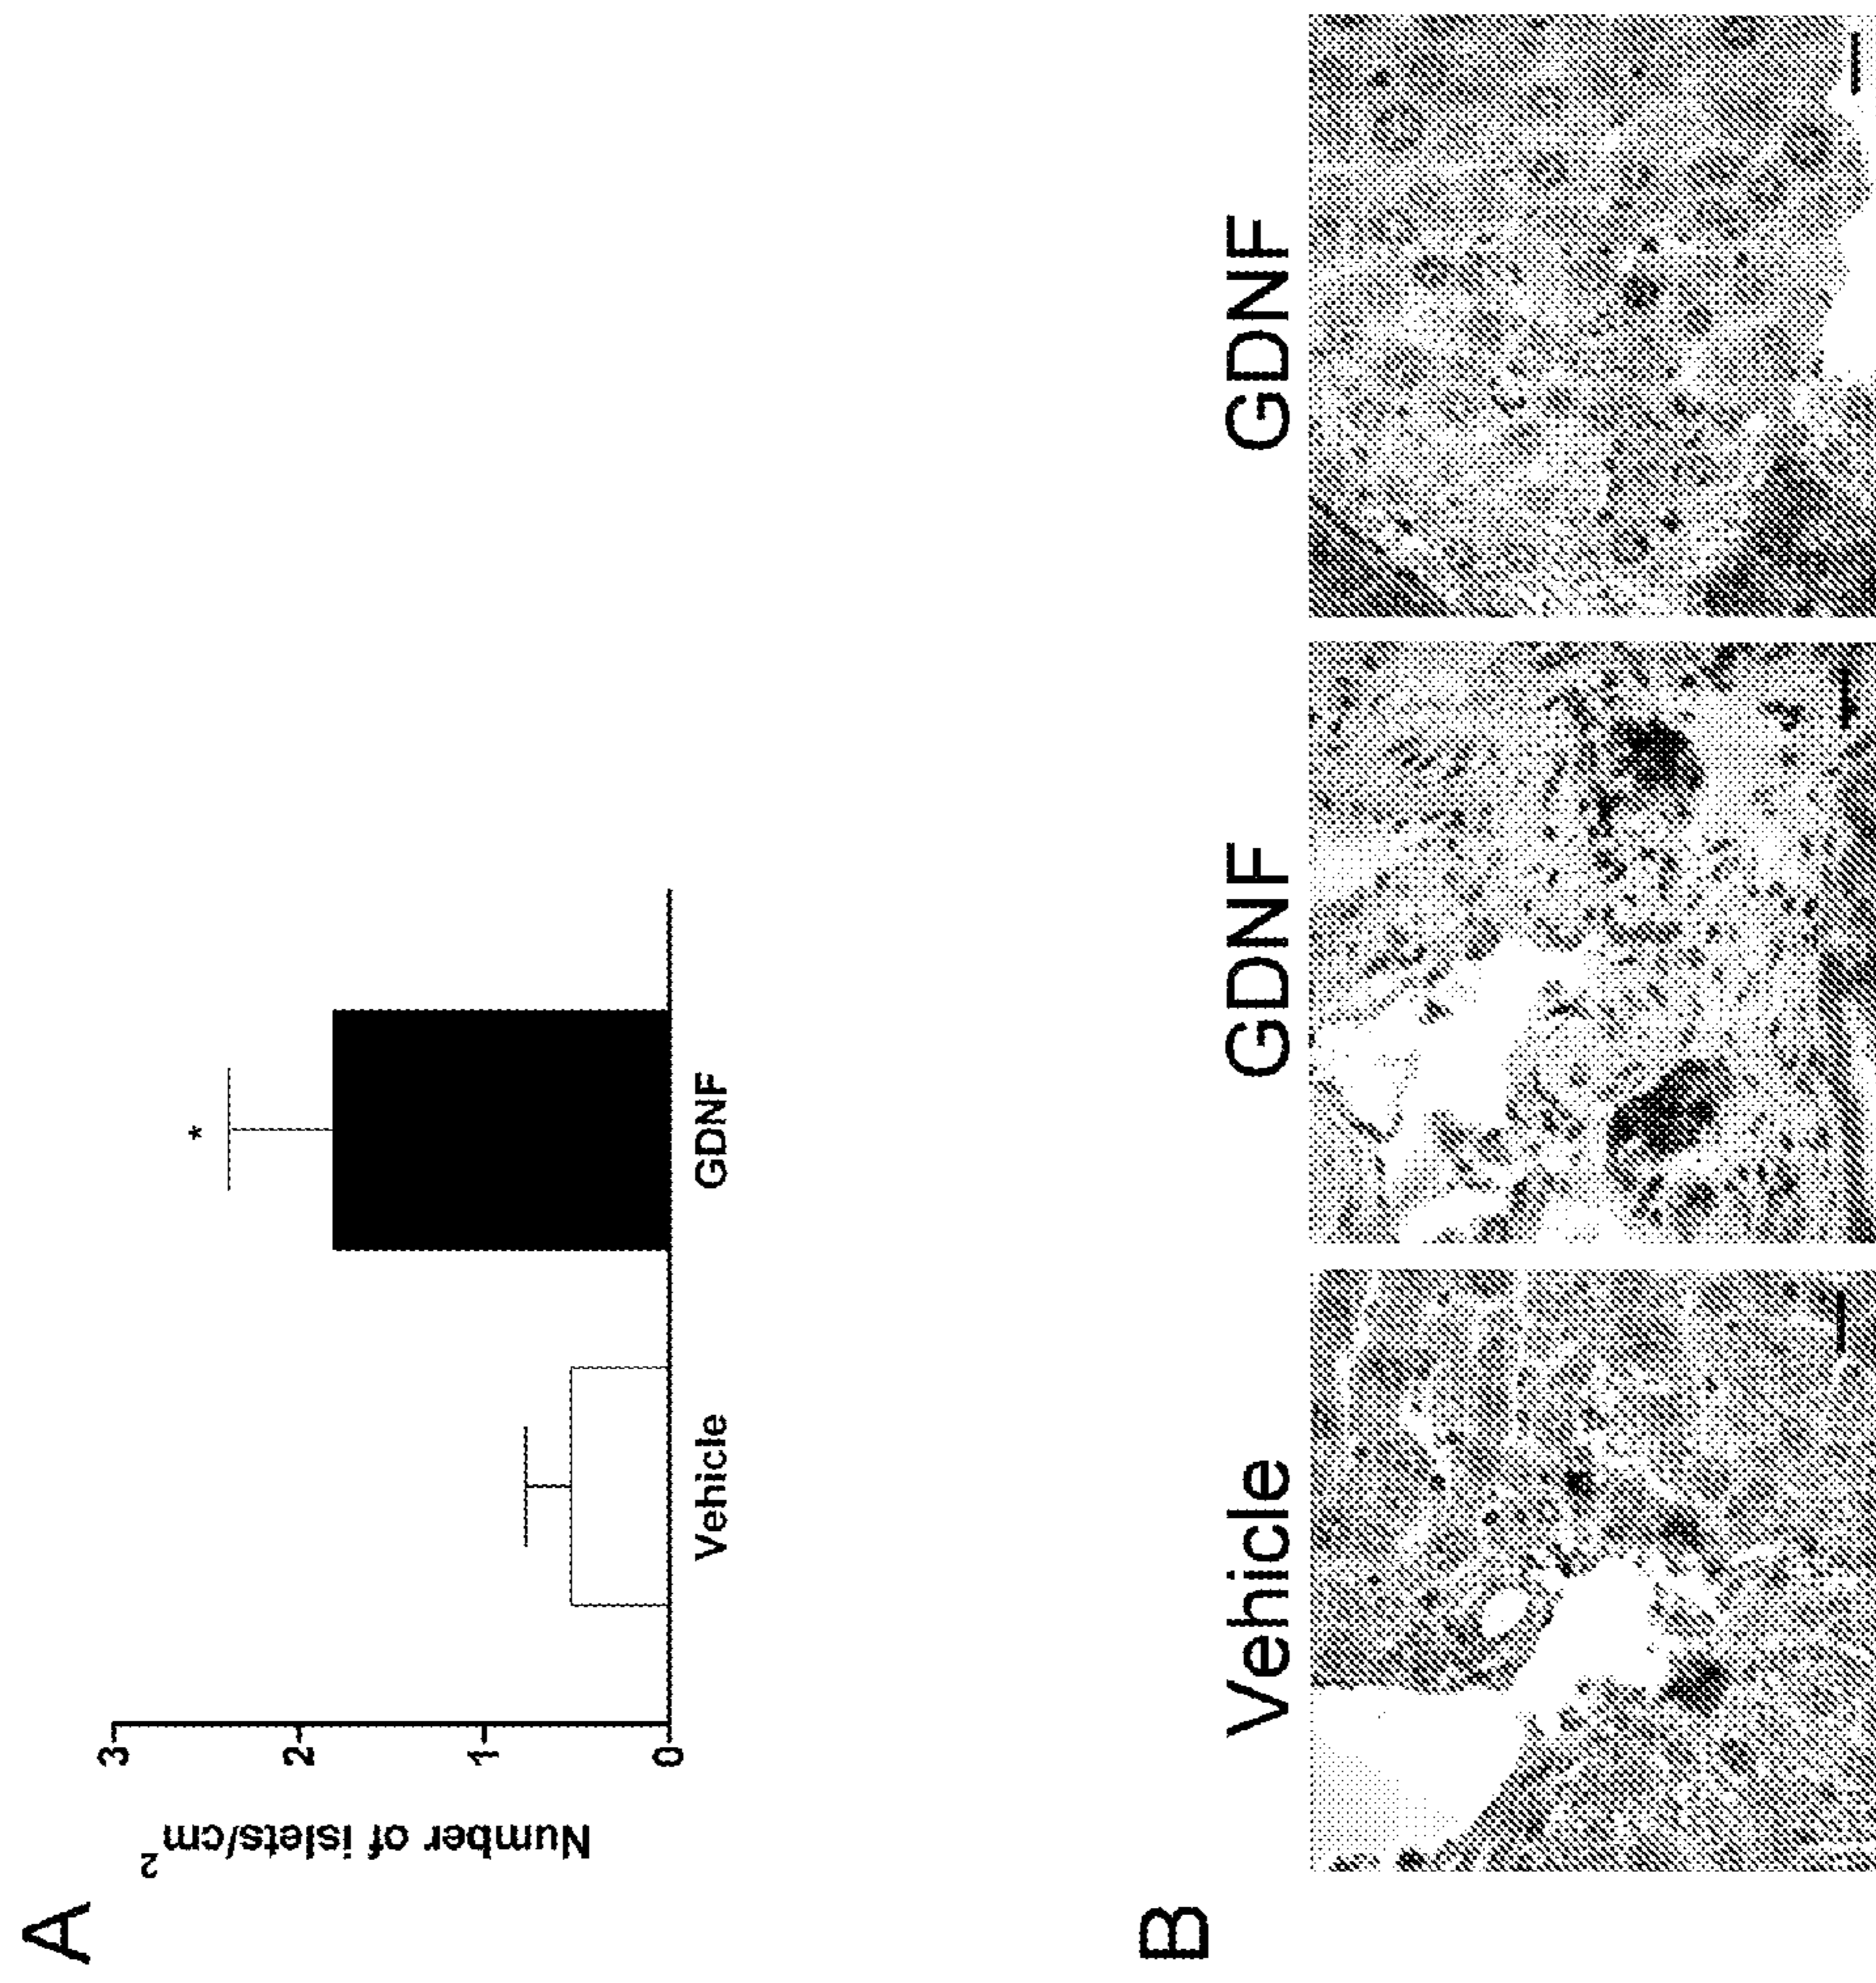 A
Number of islets/cm²
3
2
1
0
*
Vehicle
GDNF
B
Vehicle
GDNF
GDNF